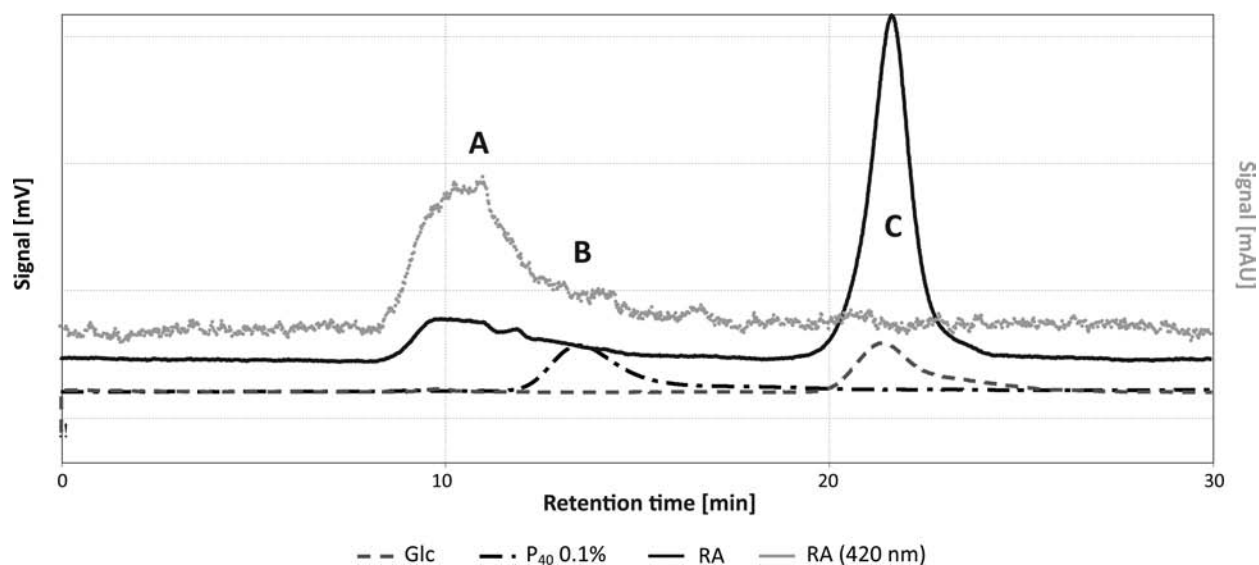 A
B
C
Signal [mV]
Signal [mAU]
0
10
20
30
Retention time [min]
Glc
P₄₀ 0.1%
RA
RA (420 nm)